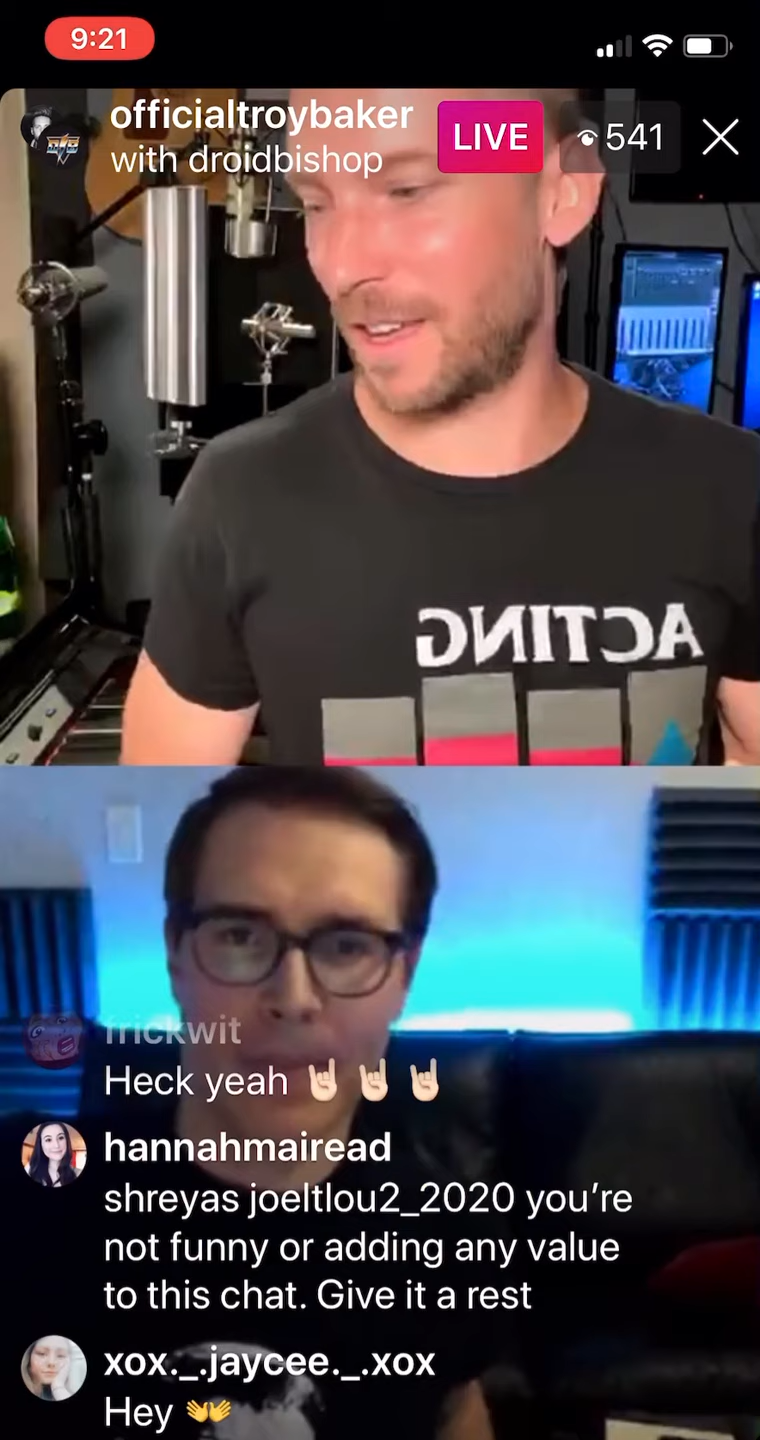 9:21
officialtroybaker
with droidbishop
LIVE
541
ACTING
frickwit
Heck yeah 🤘🏻 🤘🏻 🤘🏻
hannahmairead
shreyas joeltlou2_2020 you’re
not funny or adding any value
to this chat. Give it a rest
xox._.jaycee._.xox
Hey 👐